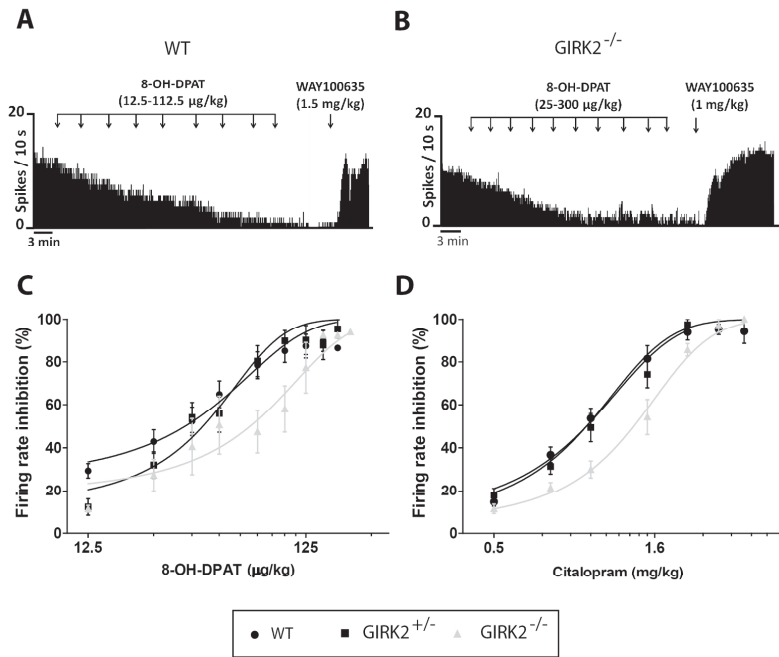 A
WT
8-OH-DPAT
(12.5-112.5 µg/kg)
WAY100635
(1.5 mg/kg)
20
0
Spikes / 10 s
3 min
B
GIRK2-/-
8-OH-DPAT
(25-300 µg/kg)
WAY100635
(1 mg/kg)
20
0
Spikes / 10 s
3 min
C
Firing rate inhibition (%)
100
80
60
40
20
0
12.5
125
8-OH-DPAT (µg/kg)
D
Firing rate inhibition (%)
100
80
60
40
20
0
0.5
1.6
Citalopram (mg/kg)
WT
GIRK2+/-
GIRK2-/-